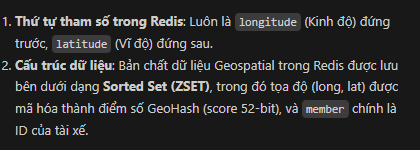 1. Thứ tự tham số trong Redis: Luôn là longitude (Kinh độ) đứng
trước, latitude (Vĩ độ) đứng sau.
2. Cấu trúc dữ liệu: Bản chất dữ liệu Geospatial trong Redis được lưu
bên dưới dạng Sorted Set (ZSET), trong đó tọa độ (long, lat) được
mã hóa thành điểm số GeoHash (score 52-bit), và member chính là
ID của tài xế.